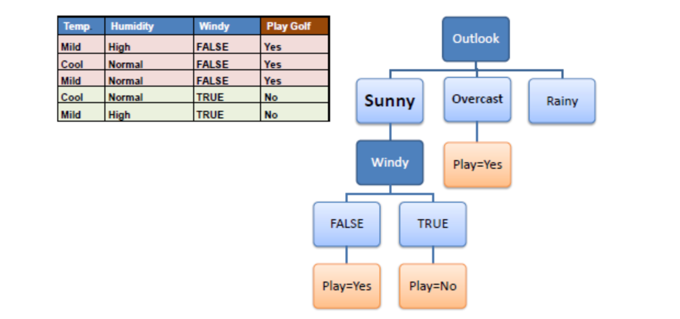 Temp Humidity Windy Play Golf
Mild High FALSE Yes
Cool Normal FALSE Yes
Mild Normal FALSE Yes
Cool Normal TRUE No
Mild High TRUE No
Outlook
Sunny Overcast Rainy
Windy Play=Yes
FALSE TRUE
Play=Yes Play=No